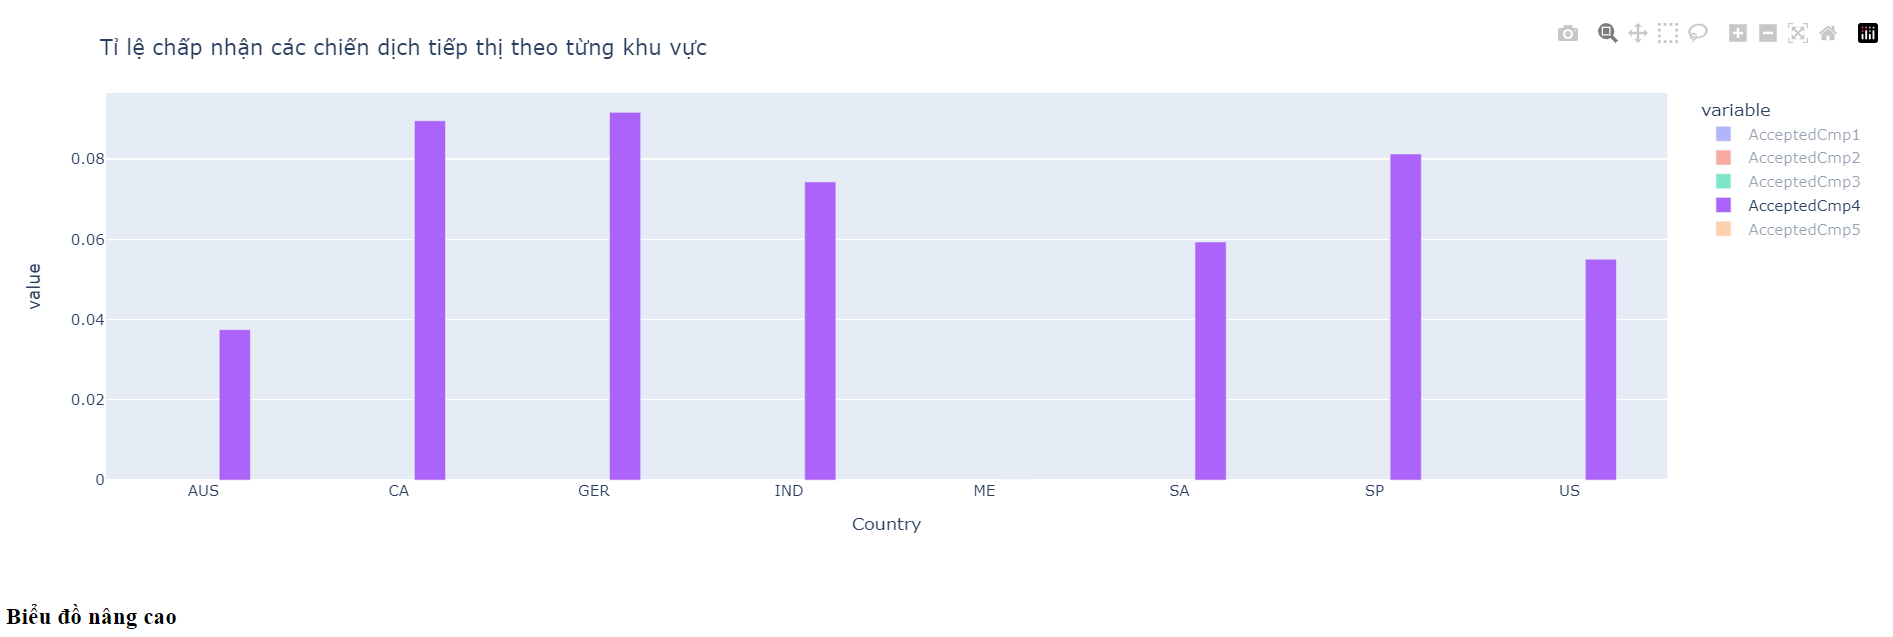 Tỉ lệ chấp nhận các chiến dịch tiếp thị theo từng khu vực
variable
AcceptedCmp1
AcceptedCmp2
AcceptedCmp3
AcceptedCmp4
AcceptedCmp5
value
0.08
0.06
0.04
0.02
0
AUS CA GER IND ME SA SP US
Country
Biểu đồ nâng cao